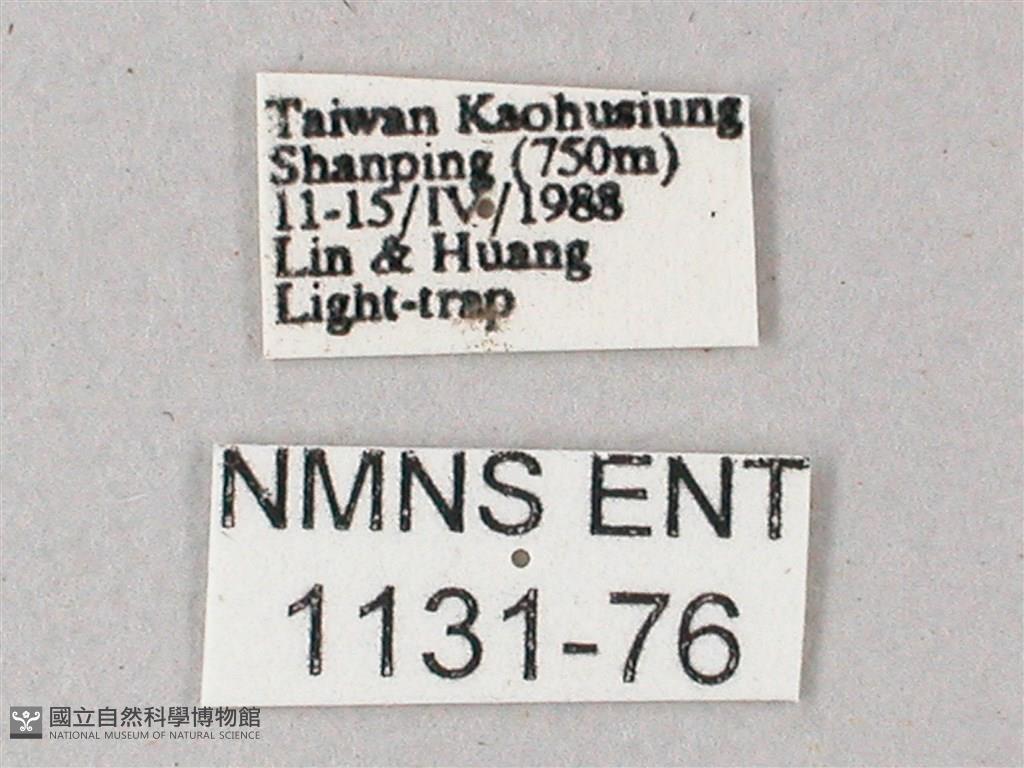 Taiwan Kaohusiung
Shanping (750m)
11-15/IV/1988
Lin & Huang
Light-trap
NMNS ENT
1131-76
國立自然科學博物館
NATIONAL MUSEUM OF NATURAL SCIENCE